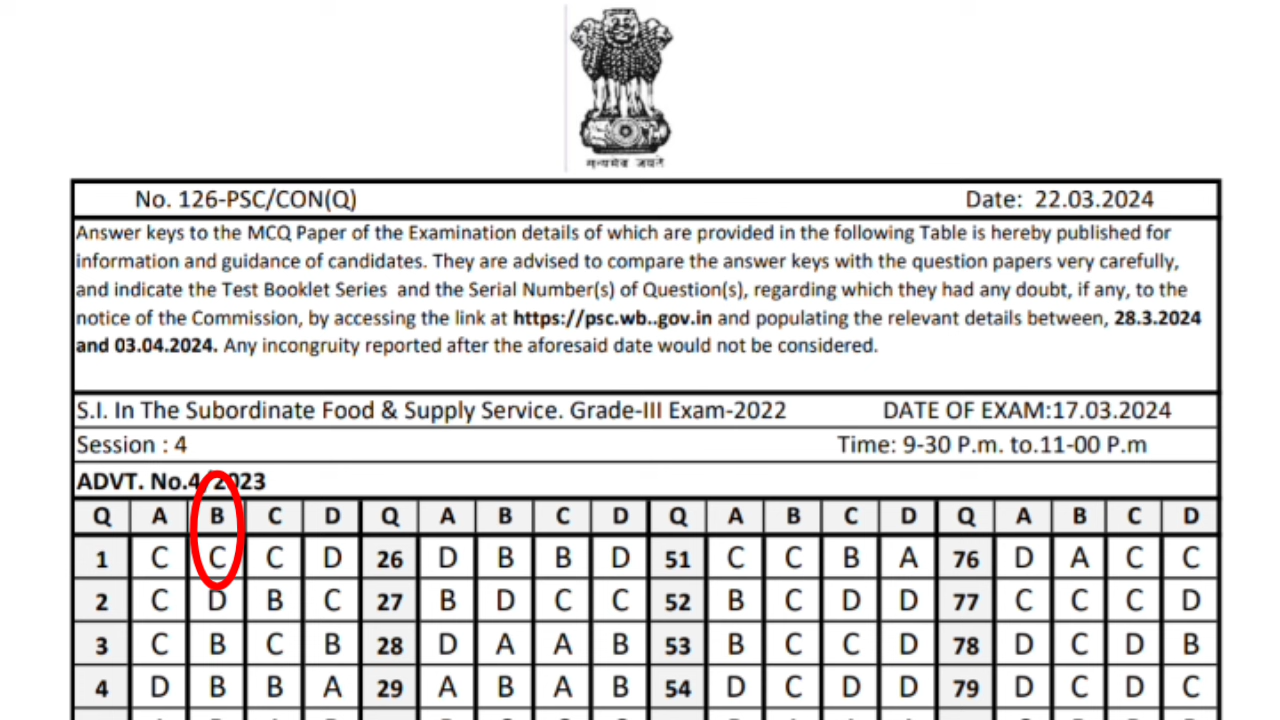 सत्यमेव जयते
No. 126-PSC/CON(Q) Date: 22.03.2024
Answer keys to the MCQ Paper of the Examination details of which are provided in the following Table is hereby published for
information and guidance of candidates. They are advised to compare the answer keys with the question papers very carefully,
and indicate the Test Booklet Series and the Serial Number(s) of Question(s), regarding which they had any doubt, if any, to the
notice of the Commission, by accessing the link at https://psc.wb..gov.in and populating the relevant details between, 28.3.2024
and 03.04.2024. Any incongruity reported after the aforesaid date would not be considered.
S.I. In The Subordinate Food & Supply Service. Grade-III Exam-2022 DATE OF EXAM:17.03.2024
Session : 4 Time: 9-30 P.m. to.11-00 P.m
ADVT. No.4/2023
Q A B C D Q A B C D Q A B C D Q A B C D
1 C C C D 26 D B B D 51 C C B A 76 D A C C
2 C D B C 27 B D C C 52 B C D D 77 C C C D
3 C B C B 28 D A A B 53 B C C D 78 D C D B
4 D B B A 29 A B A B 54 D C D D 79 D C D C